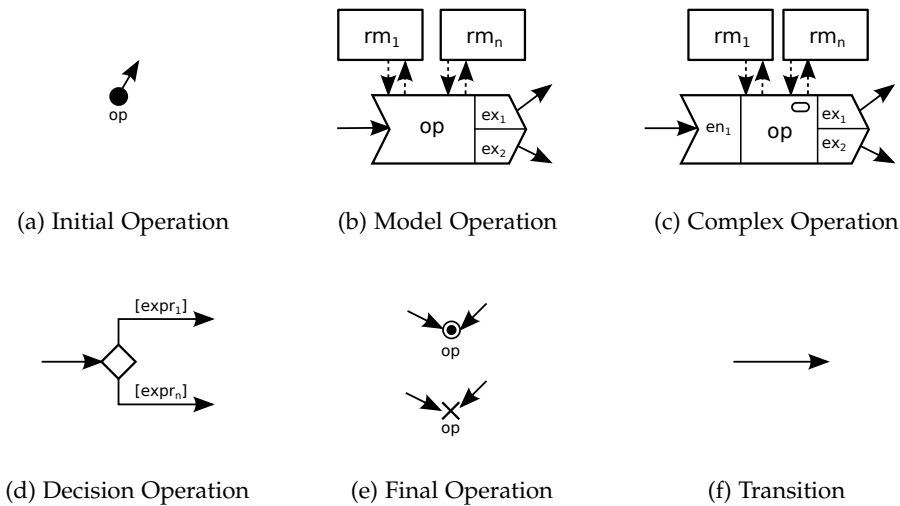 rm₁ rmₙ rm₁ rmₙ
op
op ex₁ ex₂
en₁ op ex₁ ex₂
(a) Initial Operation
(b) Model Operation
(c) Complex Operation
[expr₁]
[exprₙ]
op
op
(d) Decision Operation
(e) Final Operation
(f) Transition